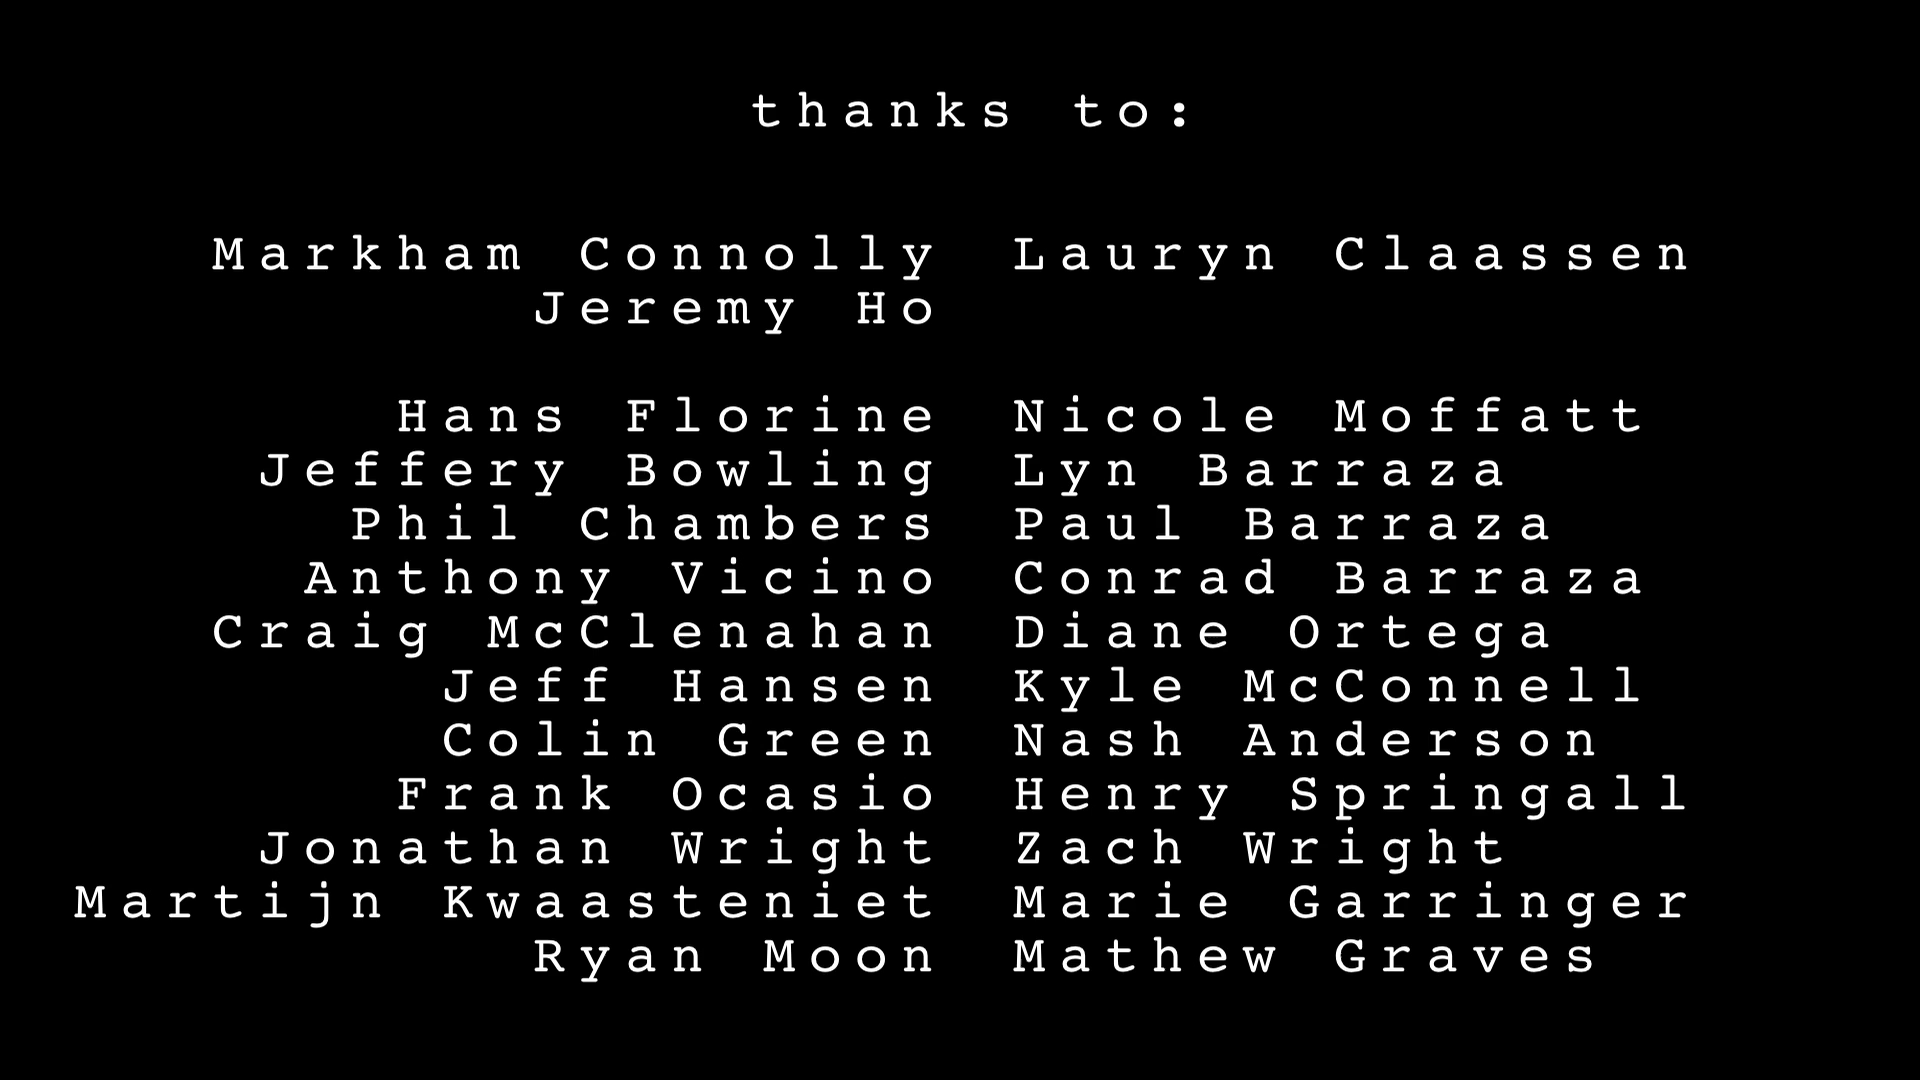 thanks to:
Markham Connolly Lauryn Claassen
Jeremy Ho
Hans Florine Nicole Moffatt
Jeffery Bowling Lyn Barraza
Phil Chambers Paul Barraza
Anthony Vicino Conrad Barraza
Craig McClenahan Diane Ortega
Jeff Hansen Kyle McConnell
Colin Green Nash Anderson
Frank Ocasio Henry Springall
Jonathan Wright Zach Wright
Martijn Kwaasteniet Marie Garringer
Ryan Moon Mathew Graves